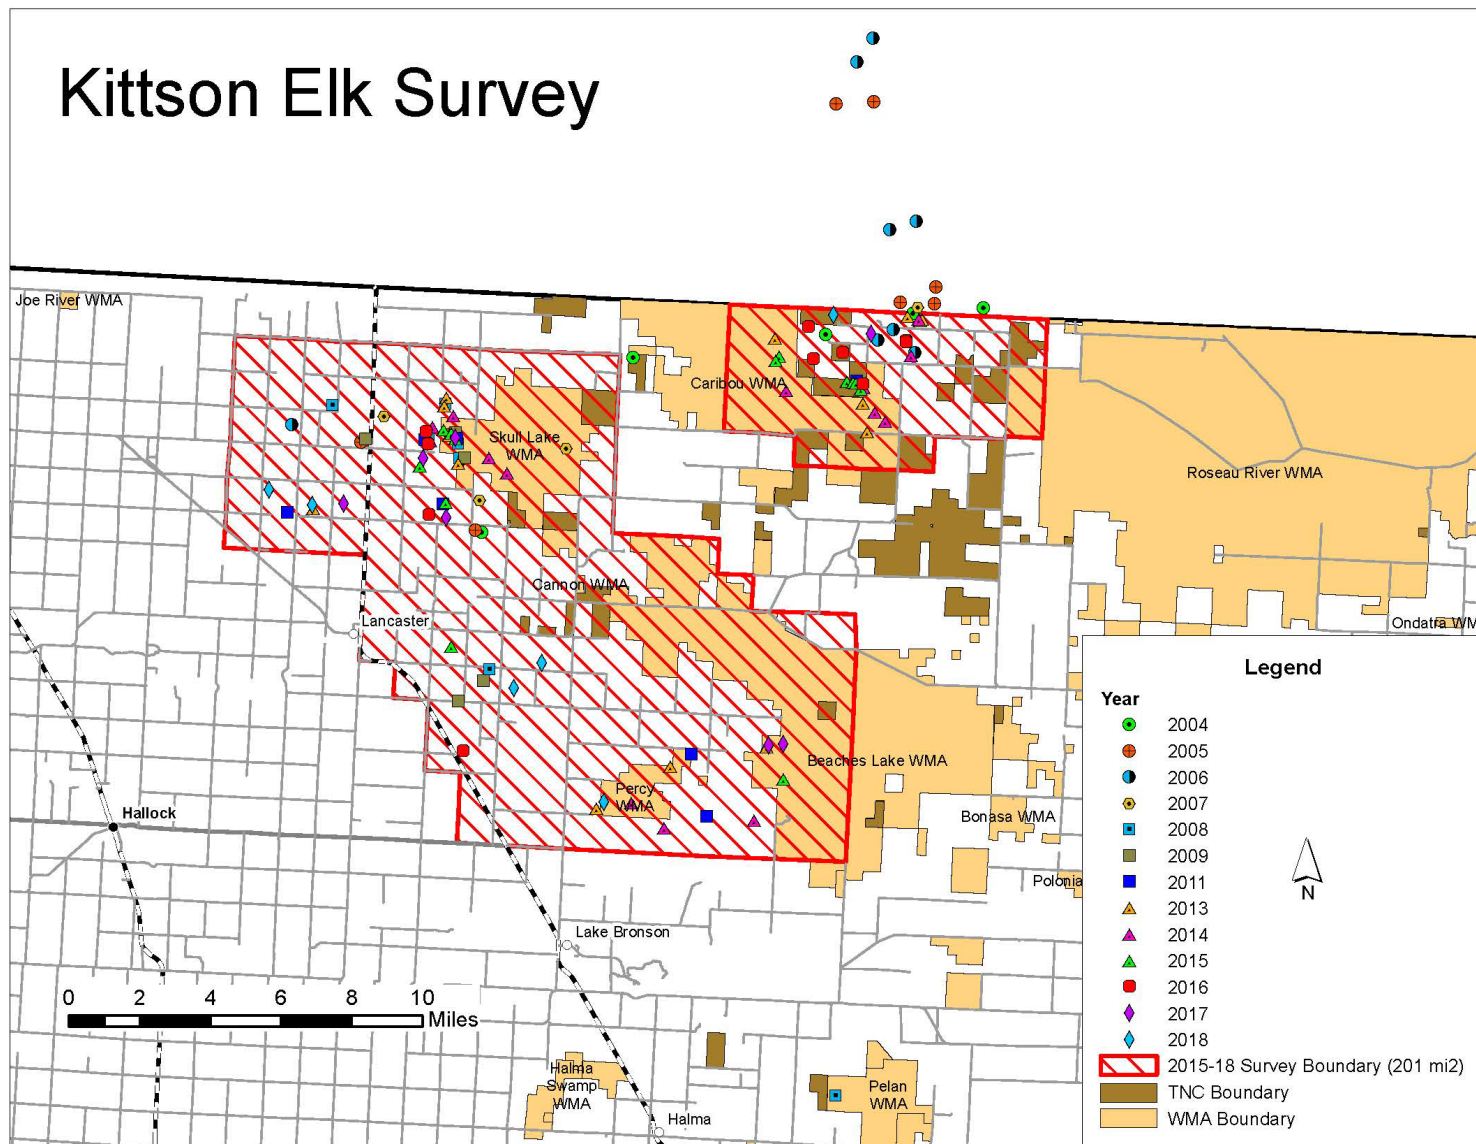 Kittson Elk Survey
Joe River WMA
Caribou WMA
Skull Lake
WMA
Roseau River WMA
Cannon WMA
Lancaster
Ondatra WM
Legend
Year
2004
2005
2006
2007
2008
2009
2011
2013
2014
2015
2016
2017
2018
2015-18 Survey Boundary (201 mi2)
TNC Boundary
WMA Boundary
N
Beaches Lake WMA
Percy
WMA
Hallock
Bonasa WMA
Polonia
Lake Bronson
0 2 4 6 8 10
Miles
Halma
Swamp
WMA
Pelan
WMA
Halma